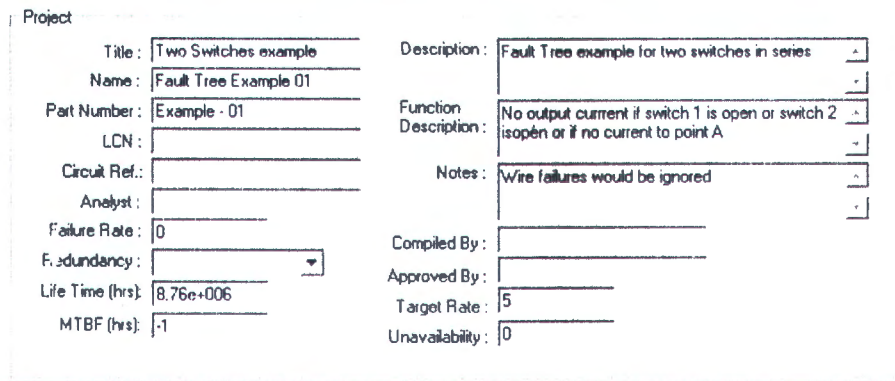 Project
Title : Two Switches example
Name : Fault Tree Example 01
Part Number : Example - 01
LCN :
Circuit Ref.:
Analyst :
Failure Rate : 0
Redundancy :
Life Time (hrs): 8.76e+006
MTBF (hrs): -1
Description : Fault Tree example for two switches in series
Function
Description :
No output currrent if switch 1 is open or switch 2
isopen or if no current to point A
Notes : Wire failures would be ignored
Compiled By :
Approved By :
Target Rate : 5
Unavailability : 0